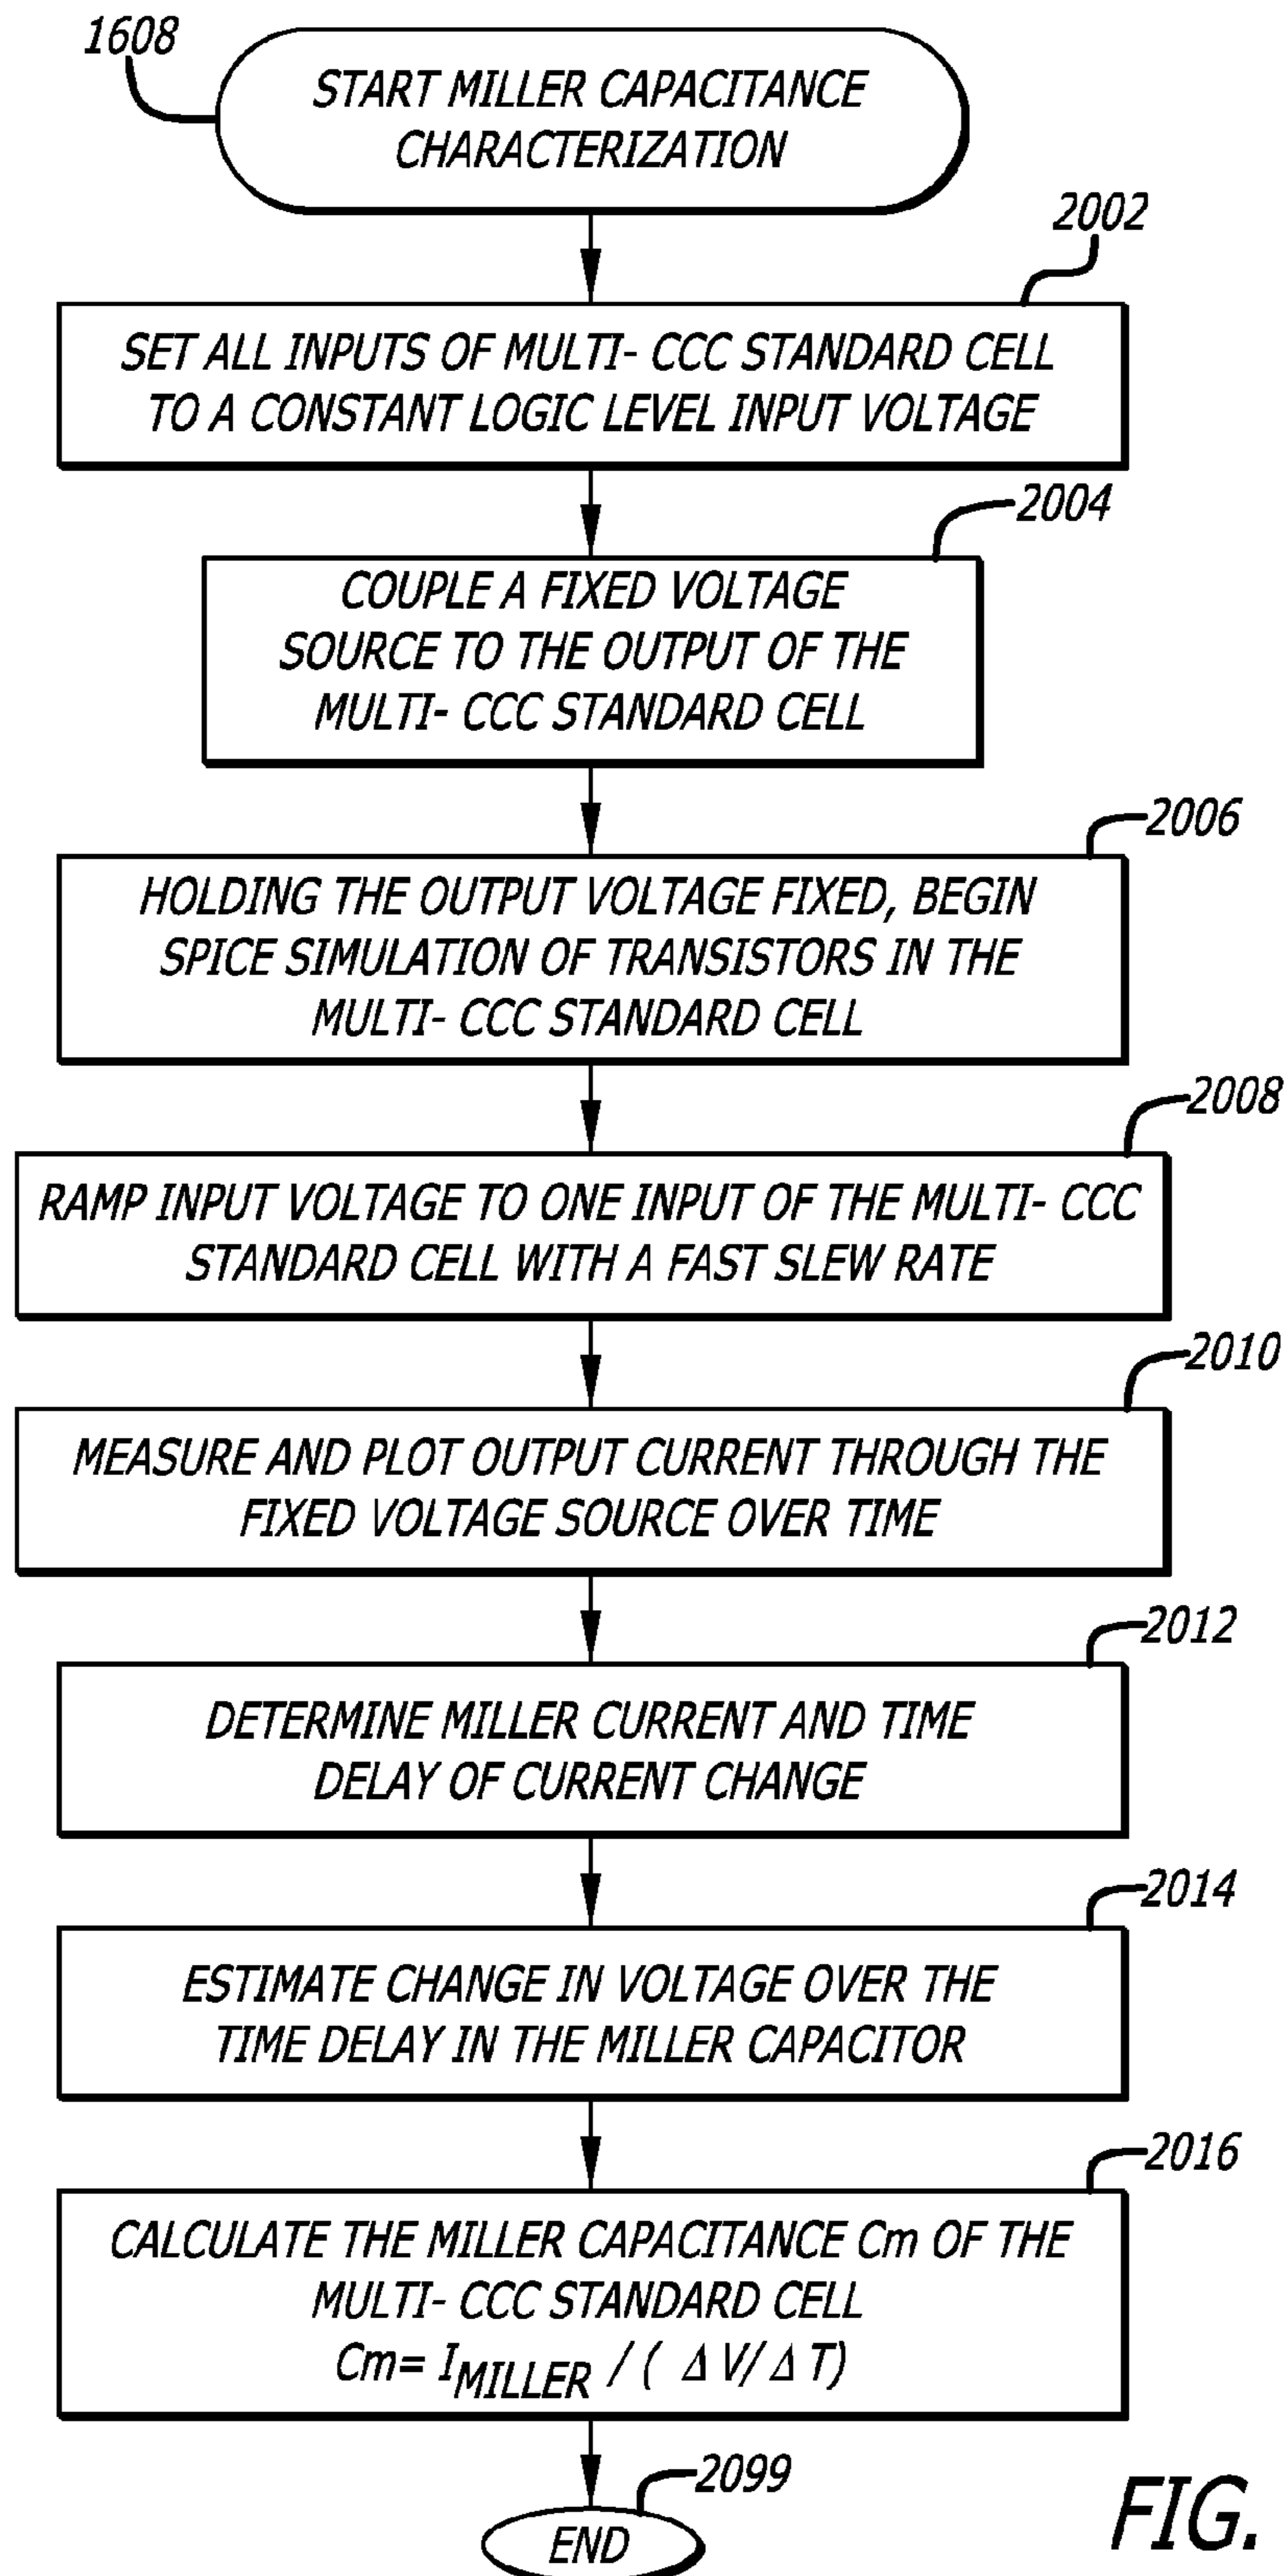 1608
START MILLER CAPACITANCE
CHARACTERIZATION
2002
SET ALL INPUTS OF MULTI- CCC STANDARD CELL
TO A CONSTANT LOGIC LEVEL INPUT VOLTAGE
2004
COUPLE A FIXED VOLTAGE
SOURCE TO THE OUTPUT OF THE
MULTI- CCC STANDARD CELL
2006
HOLDING THE OUTPUT VOLTAGE FIXED, BEGIN
SPICE SIMULATION OF TRANSISTORS IN THE
MULTI- CCC STANDARD CELL
2008
RAMP INPUT VOLTAGE TO ONE INPUT OF THE MULTI- CCC
STANDARD CELL WITH A FAST SLEW RATE
2010
MEASURE AND PLOT OUTPUT CURRENT THROUGH THE
FIXED VOLTAGE SOURCE OVER TIME
2012
DETERMINE MILLER CURRENT AND TIME
DELAY OF CURRENT CHANGE
2014
ESTIMATE CHANGE IN VOLTAGE OVER THE
TIME DELAY IN THE MILLER CAPACITOR
2016
CALCULATE THE MILLER CAPACITANCE Cm OF THE
MULTI- CCC STANDARD CELL
Cm= I MILLER / ( Δ V/ Δ T)
2099
END
FIG.